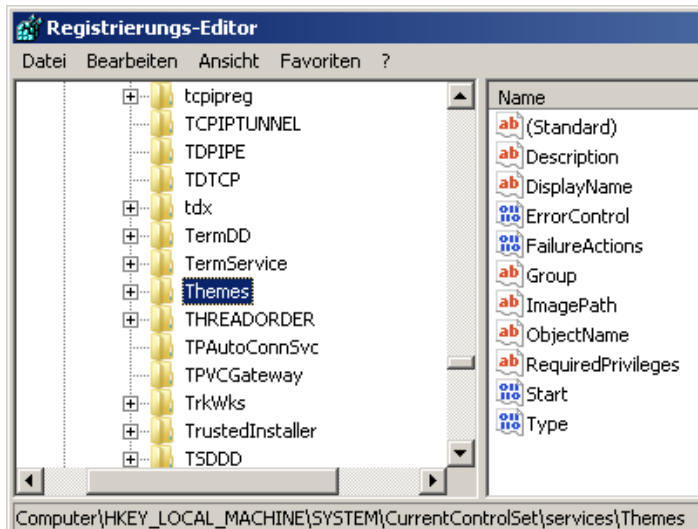 Registrierungs-Editor
Datei Bearbeiten Ansicht Favoriten ?
tcpipreg
TCPIPTUNNEL
TDPIPE
TDTCP
tdx
TermDD
TermService
Themes
THREADORDER
TPAutoConnSvc
TPVCGateway
TrkWks
TrustedInstaller
TSDDD
Name
(Standard)
Description
DisplayName
ErrorControl
FailureActions
Group
ImagePath
ObjectName
RequiredPrivileges
Start
Type
Computer\HKEY_LOCAL_MACHINE\SYSTEM\CurrentControlSet\services\Themes